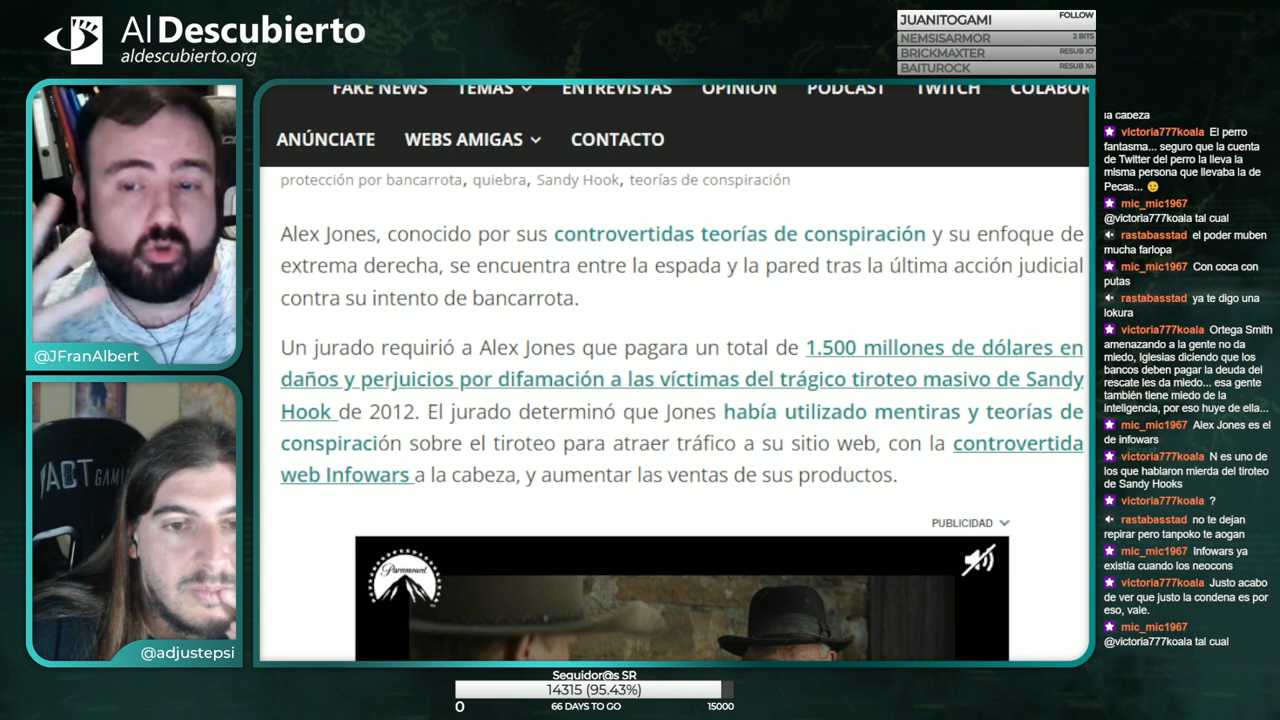 Al Descubierto
aldescubierto.org
JUANITOGAMI FOLLOW
NEMSISARMOR 2 BITS
BRICKMAXTER RESUB X7
BAITUROCK RESUB X4
FAKE NEWS TEMAS ENTREVISTAS OPINIÓN PODCAST TWITCH COLABOR
ANÚNCIATE WEBS AMIGAS CONTACTO
protección por bancarrota, quiebra, Sandy Hook, teorías de conspiración
Alex Jones, conocido por sus controvertidas teorías de conspiración y su enfoque de
extrema derecha, se encuentra entre la espada y la pared tras la última acción judicial
contra su intento de bancarrota.
Un jurado requirió a Alex Jones que pagara un total de 1.500 millones de dólares en
daños y perjuicios por difamación a las víctimas del trágico tiroteo masivo de Sandy
Hook de 2012. El jurado determinó que Jones había utilizado mentiras y teorías de
conspiración sobre el tiroteo para atraer tráfico a su sitio web, con la controvertida
web Infowars a la cabeza, y aumentar las ventas de sus productos.
PUBLICIDAD
Paramount
@JFranAlbert
ACT GAMI
@adjustepsi
la cabeza
victoria777koala El perro
fantasma... seguro que la cuenta
de Twitter del perro la lleva la
misma persona que llevaba la de
Pecas...
mic_mic1967
@victoria777koala tal cual
rastabasstad el poder muben
mucha farlopa
mic_mic1967 Con coca con
putas
rastabasstad ya te digo una
lokura
victoria777koala Ortega Smith
amenazando a la gente no da
miedo, Iglesias diciendo que los
bancos deben pagar la deuda del
rescate les da miedo... esa gente
también tiene miedo de la
inteligencia, por eso huye de ella...
mic_mic1967 Alex Jones es el
de infowars
victoria777koala N es uno de
los que hablaron mierda del tiroteo
de Sandy Hooks
victoria777koala ?
rastabasstad no te dejan
repirar pero tanpoko te aogan
mic_mic1967 Infowars ya
existía cuando los neocons
victoria777koala Justo acabo
de ver que justo la condena es por
eso, vale.
mic_mic1967
@victoria777koala tal cual
Seguidor@s SR
14315 (95.43%)
0 66 DAYS TO GO 15000